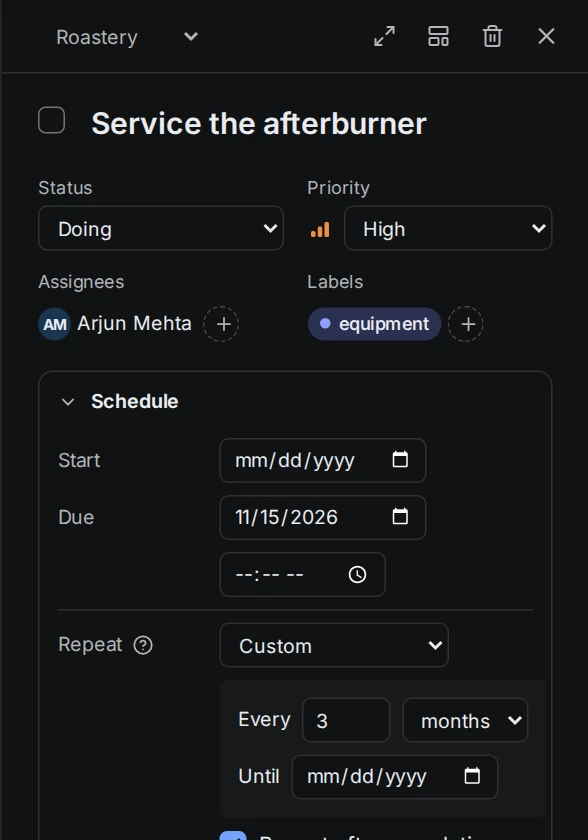 Roastery
Service the afterburner
Status Priority
Doing High
Assignees Labels
AM Arjun Mehta equipment
Schedule
Start mm/dd/yyyy
Due 11/15/2026
--:-- --
Repeat Custom
Every 3 months
Until mm/dd/yyyy